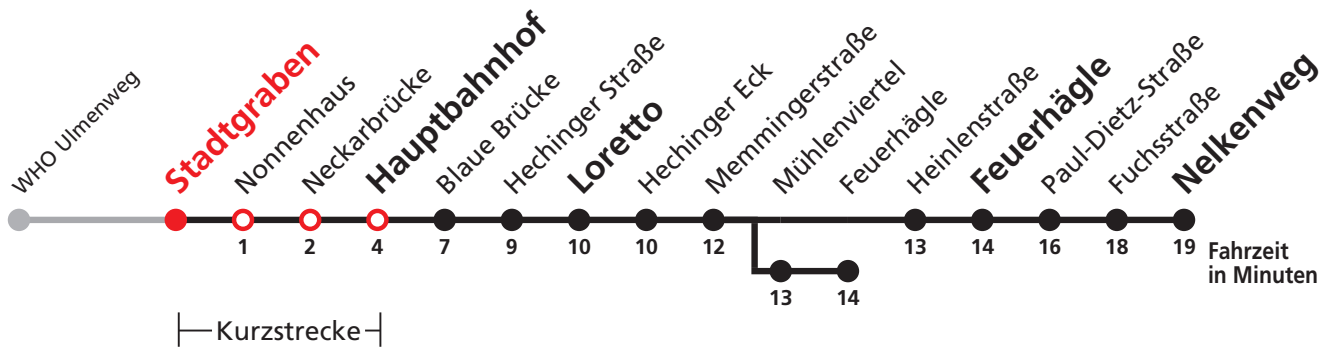 WHO Ulmenweg
Stadtgraben
Nonnenhaus
Neckarbrücke
Hauptbahnhof
Blaue Brücke
Hechinger Straße
Loretto
Hechinger Eck
Memmingerstraße
Mühlenviertel
Feuerhägle
Heinlenstraße
Feuerhägle
Paul-Dietz-Straße
Fuchsstraße
Nelkenweg
1 2 4 7 9 10 10 12 13 14 16 18 19
Fahrzeit
in Minuten
13 14
Kurzstrecke